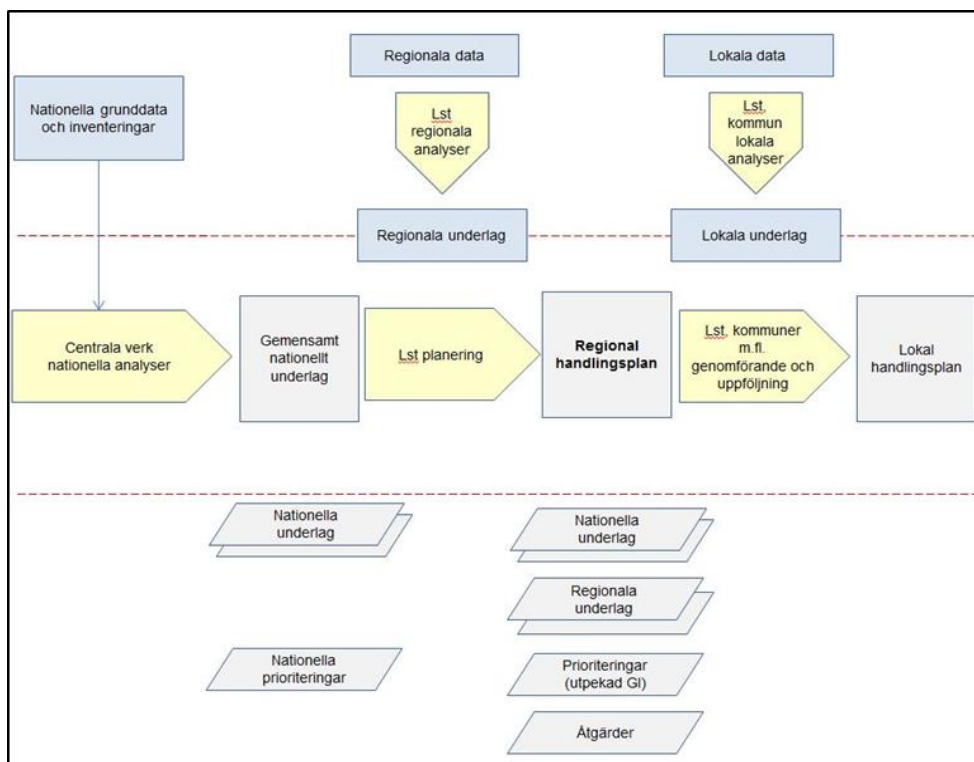 Regionala data
Lokala data
Nationella grunddata
och inventeringar
Lst
regionala
analyser
Lst,
kommun
lokala
analyser
Regionala underlag
Lokala underlag
Centrala verk
nationella analyser
Gemensamt
nationellt
underlag
Lst planering
Regional
handlingsplan
Lst, kommuner
m.fl.
genomförande och
uppföljning
Lokal
handlingsplan
Nationella
underlag
Nationella
prioriteringar
Nationella
underlag
Regionala
underlag
Prioriteringar
(utpekad GI)
Åtgärder